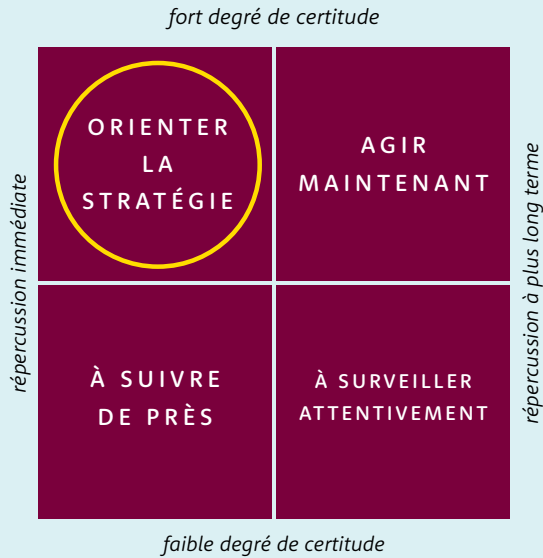 fort degré de certitude
ORIENTER
LA
STRATÉGIE
AGIR
MAINTENANT
répercussion immédiate
répercussion à plus long terme
À SUIVRE
DE PRÈS
À SURVEILLER
ATTENTIVEMENT
faible degré de certitude